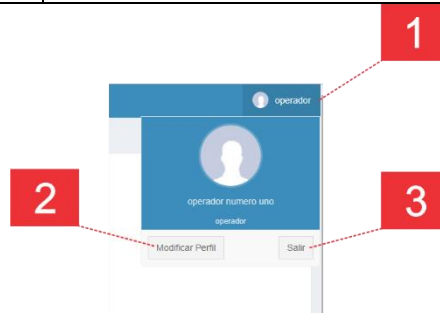 1
operador
operador numero uno
operador
2
3
Modificar Perfil
Salir